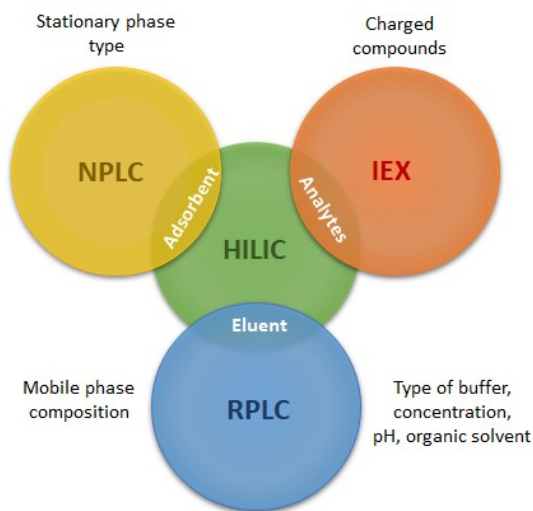 Stationary phase
type
Charged
compounds
NPLC
IEX
Adsorbent
Analytes
HILIC
Eluent
Mobile phase
composition
RPLC
Type of buffer,
concentration,
pH, organic solvent